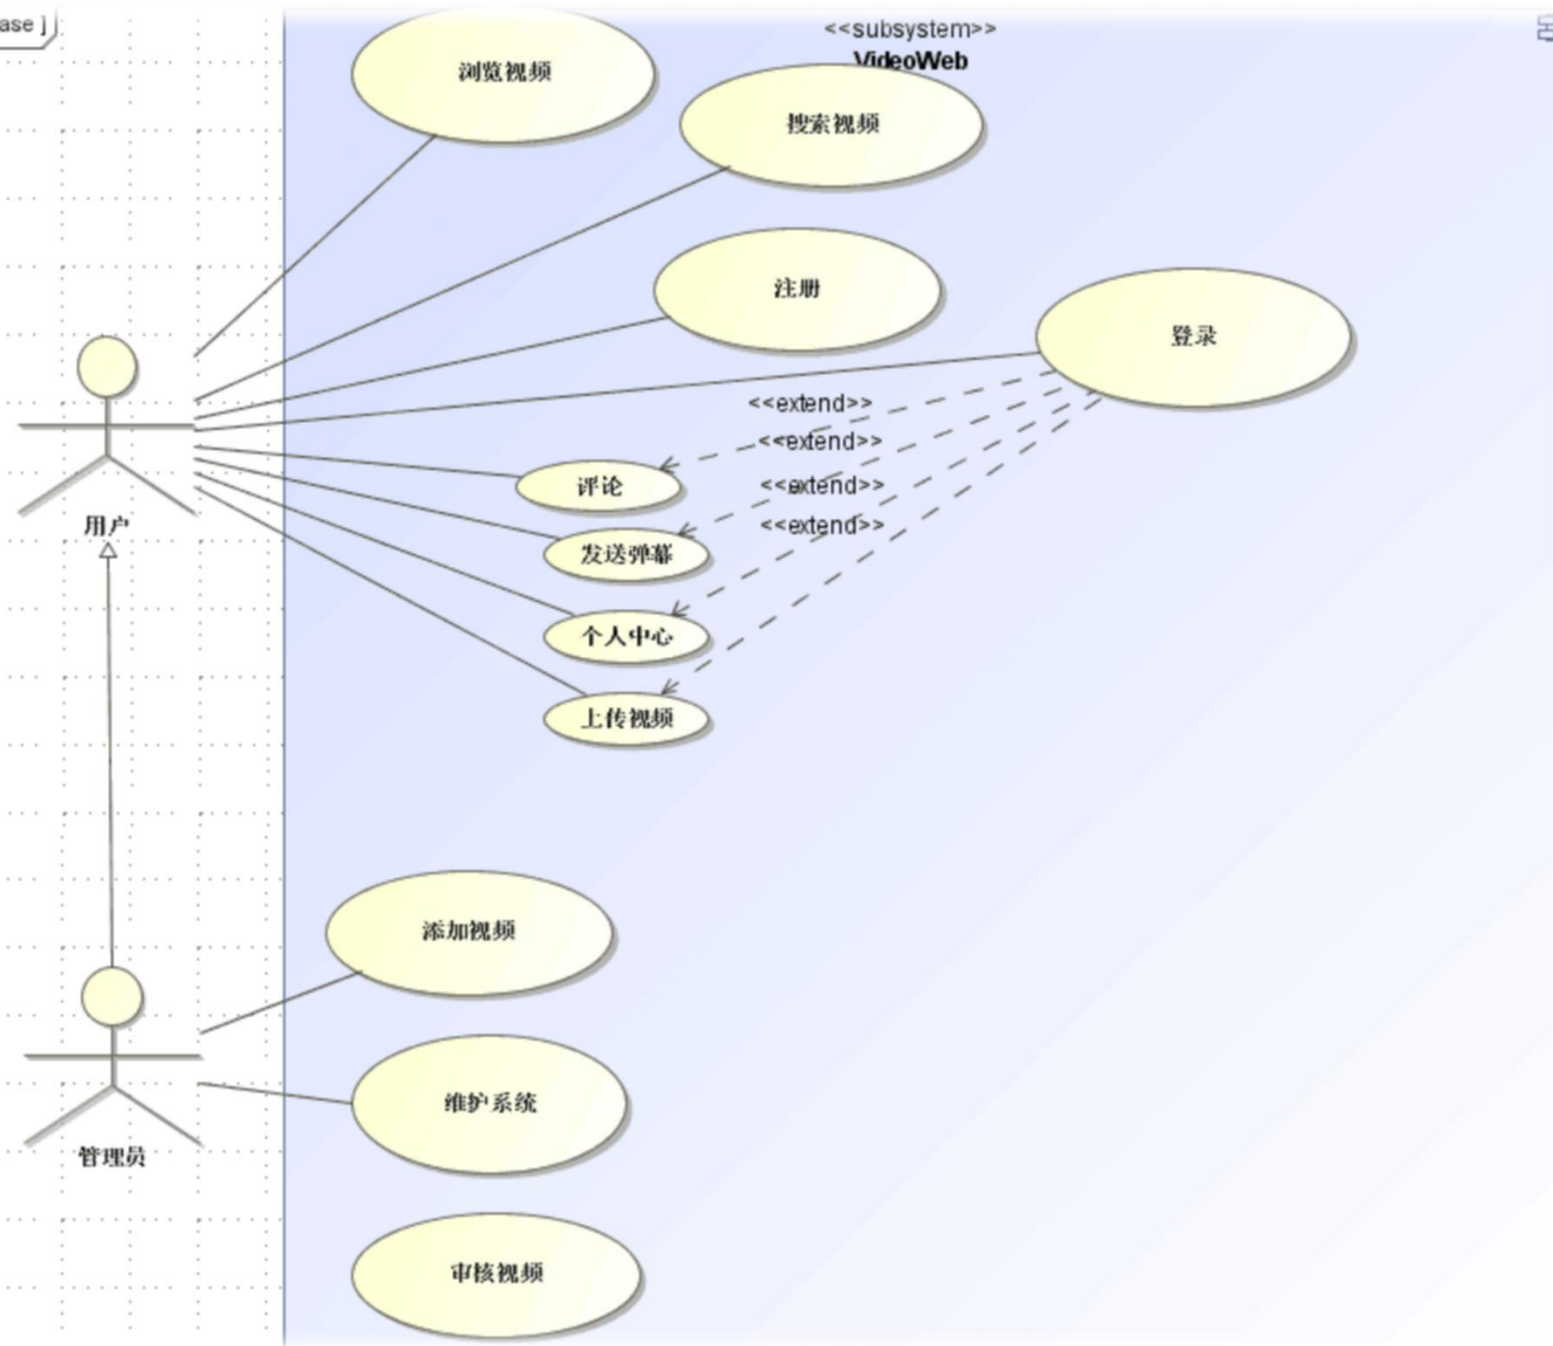 ase ]
<<subsystem>>
VideoWeb
浏览视频
搜索视频
注册
登录
<<extend>>
<<extend>>
<<extend>>
<<extend>>
评论
发送弹幕
个人中心
上传视频
用户
添加视频
维护系统
管理员
审核视频